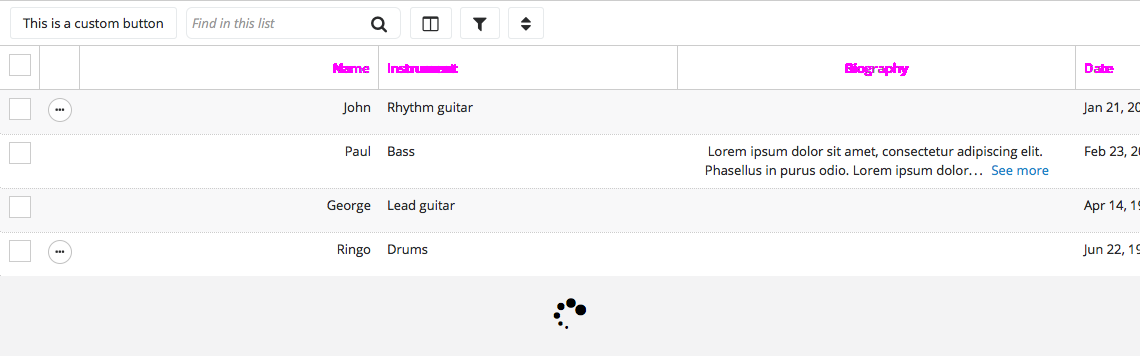 This is a custom button Find in this list
Name Instrument Biography Date
John Rhythm guitar Jan 21, 20
Paul Bass Lorem ipsum dolor sit amet, consectetur adipiscing elit. Feb 23, 20
Phasellus in purus odio. Lorem ipsum dolor... See more
George Lead guitar Apr 14, 19
Ringo Drums Jun 22, 19